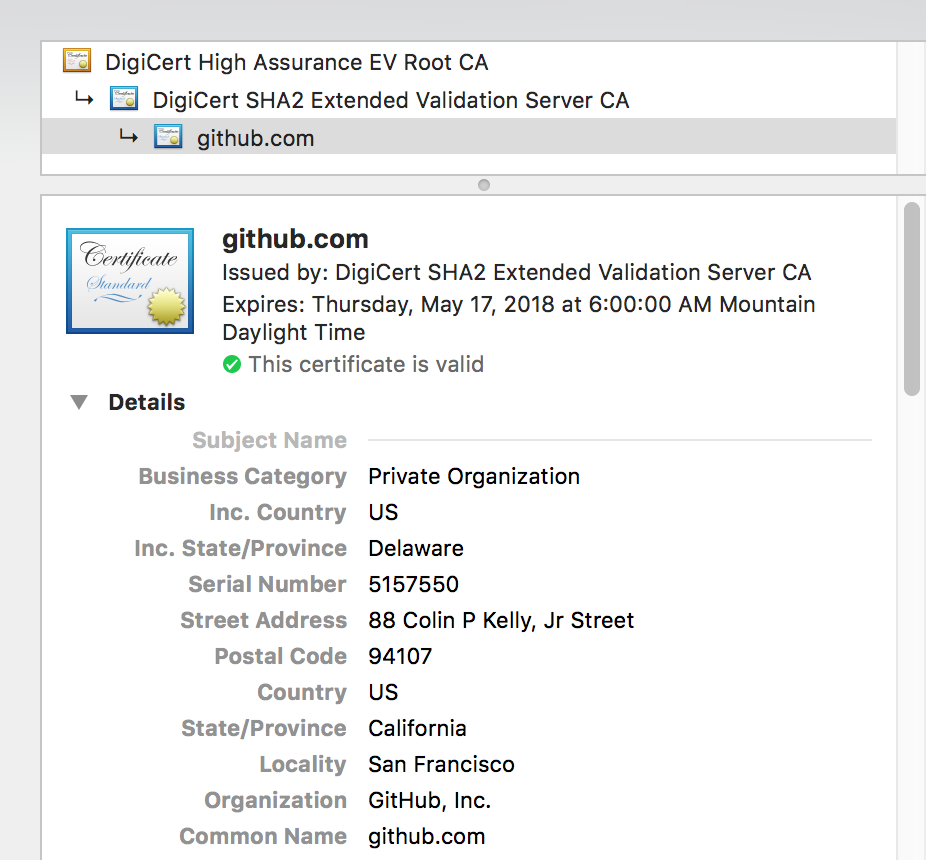 DigiCert High Assurance EV Root CA
DigiCert SHA2 Extended Validation Server CA
github.com
Certificate
Standard
github.com
Issued by: DigiCert SHA2 Extended Validation Server CA
Expires: Thursday, May 17, 2018 at 6:00:00 AM Mountain
Daylight Time
This certificate is valid
Details
Subject Name
Business Category Private Organization
Inc. Country US
Inc. State/Province Delaware
Serial Number 5157550
Street Address 88 Colin P Kelly, Jr Street
Postal Code 94107
Country US
State/Province California
Locality San Francisco
Organization GitHub, Inc.
Common Name github.com